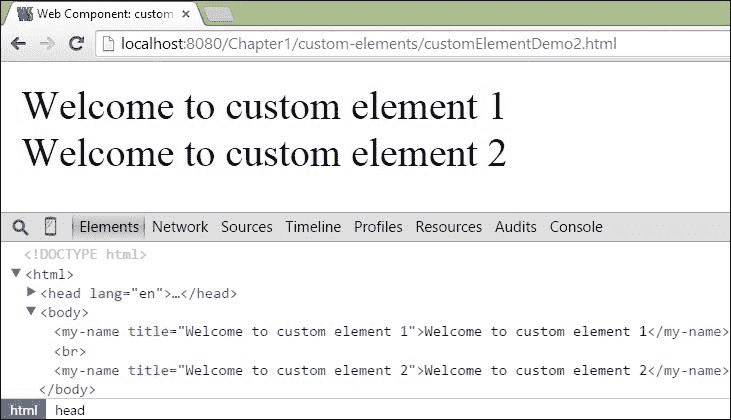 Web Component: custom
localhost:8080/Chapter1/custom-elements/customElementDemo2.html
Welcome to custom element 1
Welcome to custom element 2
Elements Network Sources Timeline Profiles Resources Audits Console
<!DOCTYPE html>
<html>
<head lang="en">…</head>
<body>
<my-name title="Welcome to custom element 1">Welcome to custom element 1</my-name>
<br>
<my-name title="Welcome to custom element 2">Welcome to custom element 2</my-name>
</body>
html head